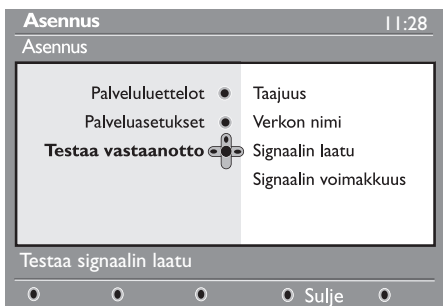 Asennus 11:28
Asennus
Palveluluettelot Taajuus
Palveluasetukset Verkon nimi
Testaa vastaanotto Signaalin laatu
Signaalin voimakkuus
Testaa signaalin laatu
Sulje